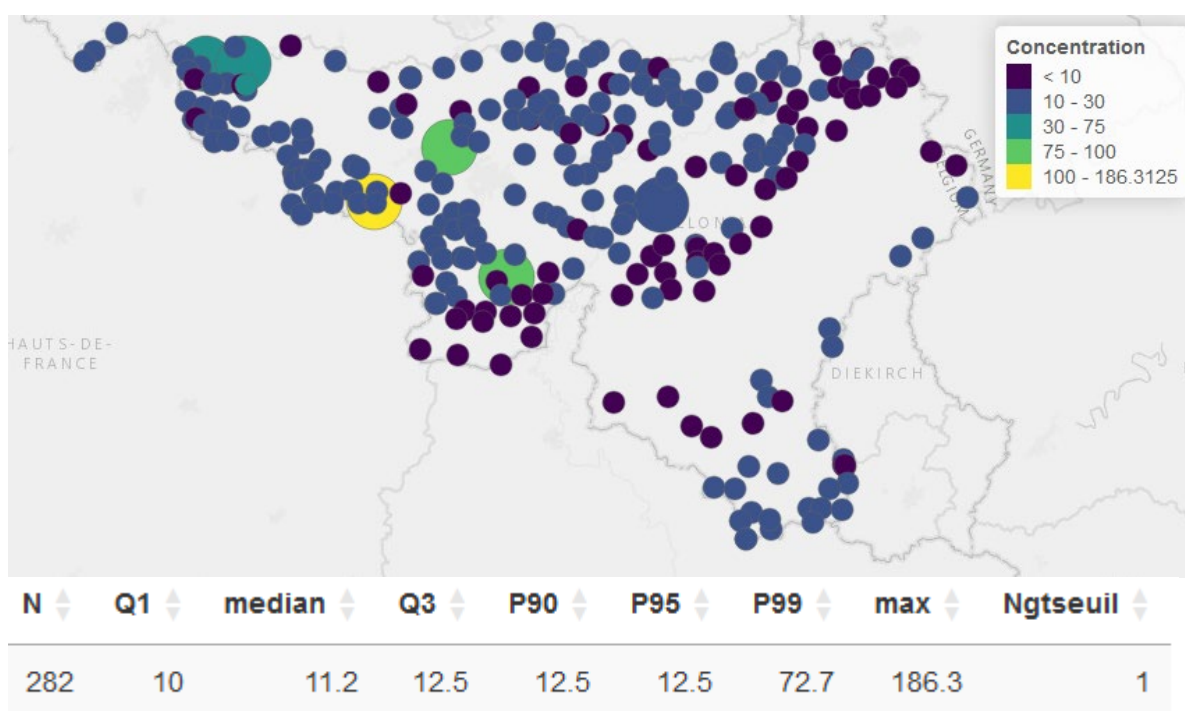 Concentration
< 10
10 - 30
30 - 75
75 - 100
100 - 186.3125
GERMANY
BELGIUM
LON
HAUTS-DE-
FRANCE
DIEKIRCH
N Q1 median Q3 P90 P95 P99 max Ngtseuil
282 10 11.2 12.5 12.5 12.5 72.7 186.3 1